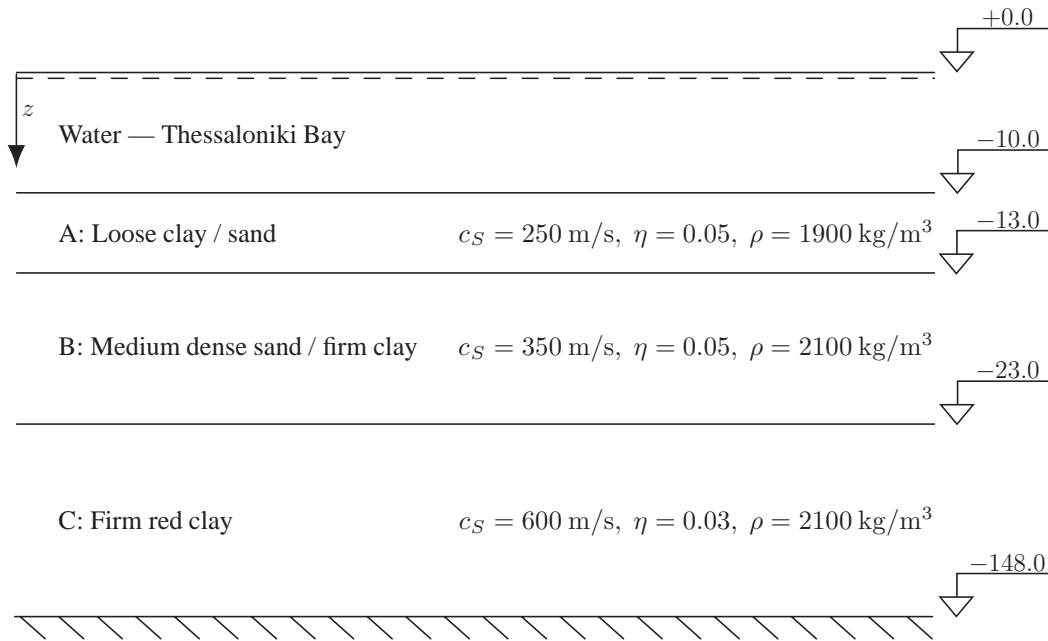 +0.0
z
Water — Thessaloniki Bay
−10.0
A: Loose clay / sand c_S = 250 m/s, η = 0.05, ρ = 1900 kg/m³
−13.0
B: Medium dense sand / firm clay c_S = 350 m/s, η = 0.05, ρ = 2100 kg/m³
−23.0
C: Firm red clay c_S = 600 m/s, η = 0.03, ρ = 2100 kg/m³
−148.0